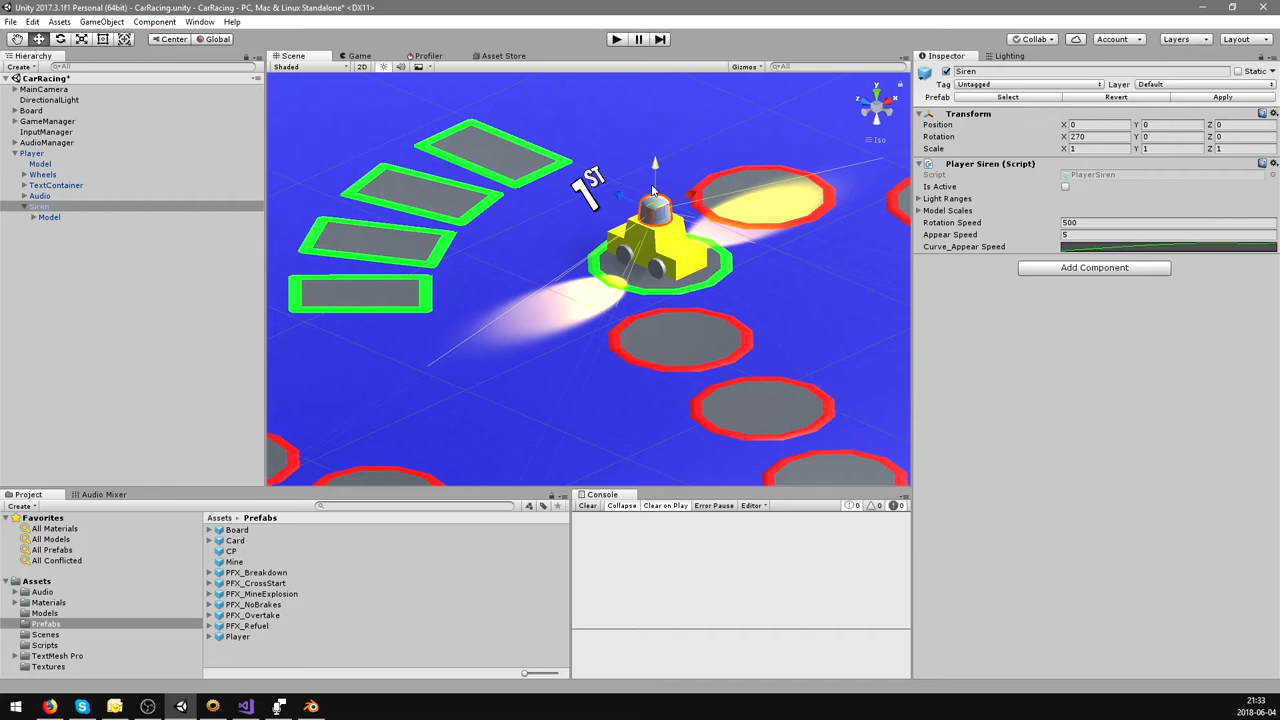 Unity 2017.3.1f1 Personal (64bit) - CarRacing.unity - CarRacing - PC, Mac & Linux Standalone* <DX11>
File Edit Assets GameObject Component Window Help
Center Global Collab Account Layers Layout
Hierarchy
Create All
CarRacing*
MainCamera
DirectionalLight
Board
GameManager
InputManager
AudioManager
Player
Model
Wheels
TextContainer
Audio
Siren
Model
Scene Game Profiler Asset Store
Shaded 2D Gizmos All
y
z x
Iso
1ST
Inspector Lighting
Siren Static
Tag Untagged Layer Default
Prefab Select Revert Apply
Transform
Position X 0 Y 0 Z 0
Rotation X 270 Y 0 Z 0
Scale X 1 Y 1 Z 1
Player Siren (Script)
Script PlayerSiren
Is Active
Light Ranges
Model Scales
Rotation Speed 500
Appear Speed 5
Curve_Appear Speed
Add Component
Project Audio Mixer
Create
Favorites
All Materials
All Models
All Prefabs
All Conflicted
Assets
Audio
Materials
Models
Prefabs
Scenes
Scripts
TextMesh Pro
Textures
Assets Prefabs
Board
Card
CP
Mine
PFX_Breakdown
PFX_CrossStart
PFX_MineExplosion
PFX_NoBrakes
PFX_Overtake
PFX_Refuel
Player
Console
Clear Collapse Clear on Play Error Pause Editor 0 0 0
21:33
2018-06-04